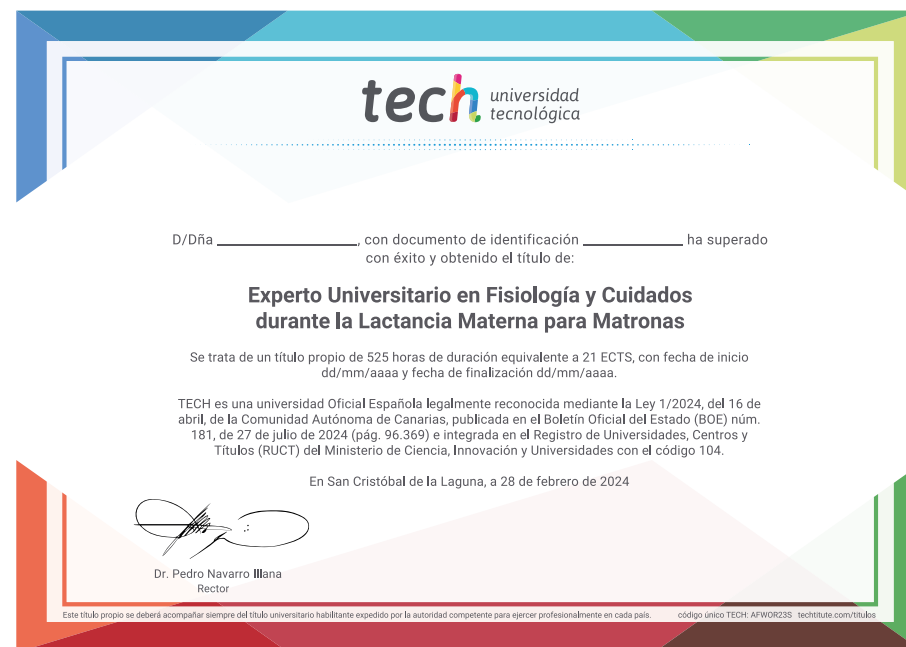 tech universidad
tecnológica
D/Dña ____________, con documento de identificación ____________ ha superado
con éxito y obtenido el título de:
Experto Universitario en Fisiología y Cuidados
durante la Lactancia Materna para Matronas
Se trata de un título propio de 525 horas de duración equivalente a 21 ECTS, con fecha de inicio
dd/mm/aaaa y fecha de finalización dd/mm/aaaa.
TECH es una universidad Oficial Española legalmente reconocida mediante la Ley 1/2024, del 16 de
abril, de la Comunidad Autónoma de Canarias, publicada en el Boletín Oficial del Estado (BOE) núm.
181, de 27 de julio de 2024 (pág. 96.369) e integrada en el Registro de Universidades, Centros y
Títulos (RUCT) del Ministerio de Ciencia, Innovación y Universidades con el código 104.
En San Cristóbal de la Laguna, a 28 de febrero de 2024
Dr. Pedro Navarro Illana
Rector
Este título propio se deberá acompañar siempre del título universitario habilitante expedido por la autoridad competente para ejercer profesionalmente en cada país. código único TECH: AFWOR23S techtitute.com/titulos